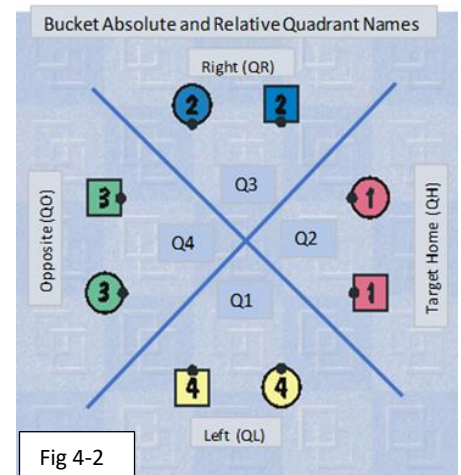 Bucket Absolute and Relative Quadrant Names
Right (QR)
2 2
Opposite (QO)
3
3
Q3
Q4
Q2
Q1
1
1
Target Home (QH)
4 4
Left (QL)
Fig 4-2